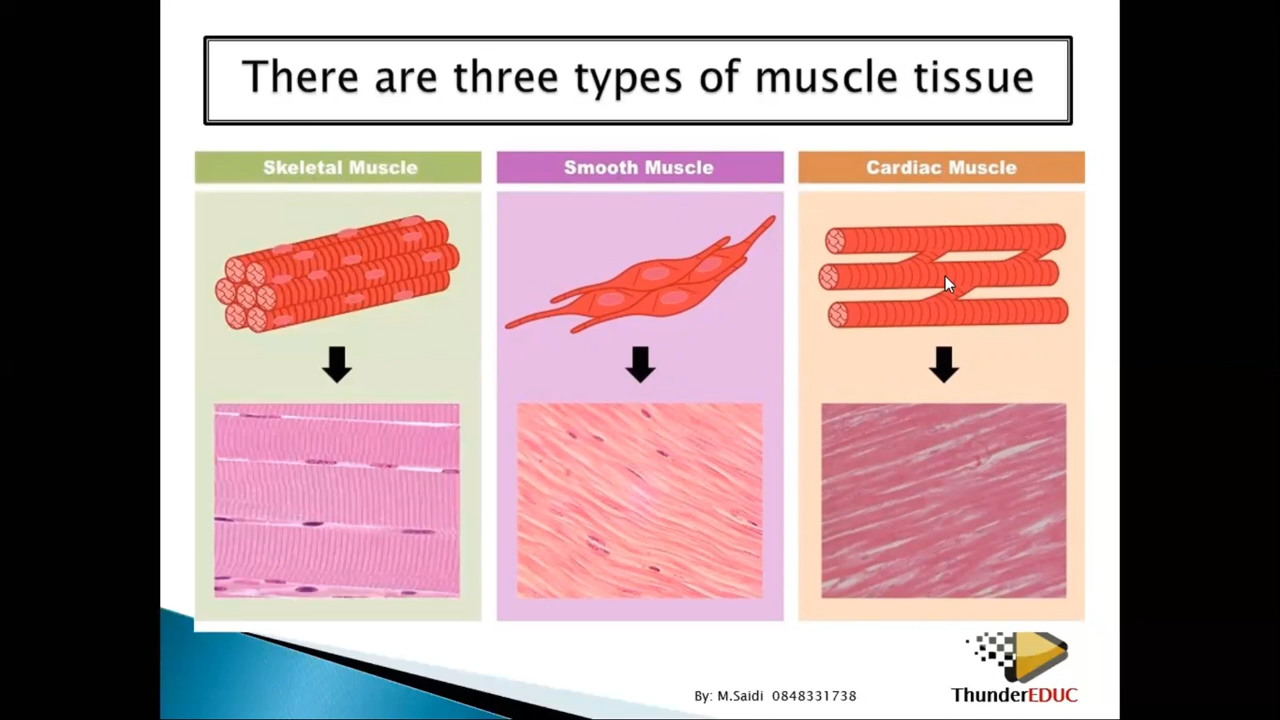 There are three types of muscle tissue
Skeletal Muscle
Smooth Muscle
Cardiac Muscle
By: M.Saidi 0848331738
ThunderEDUC